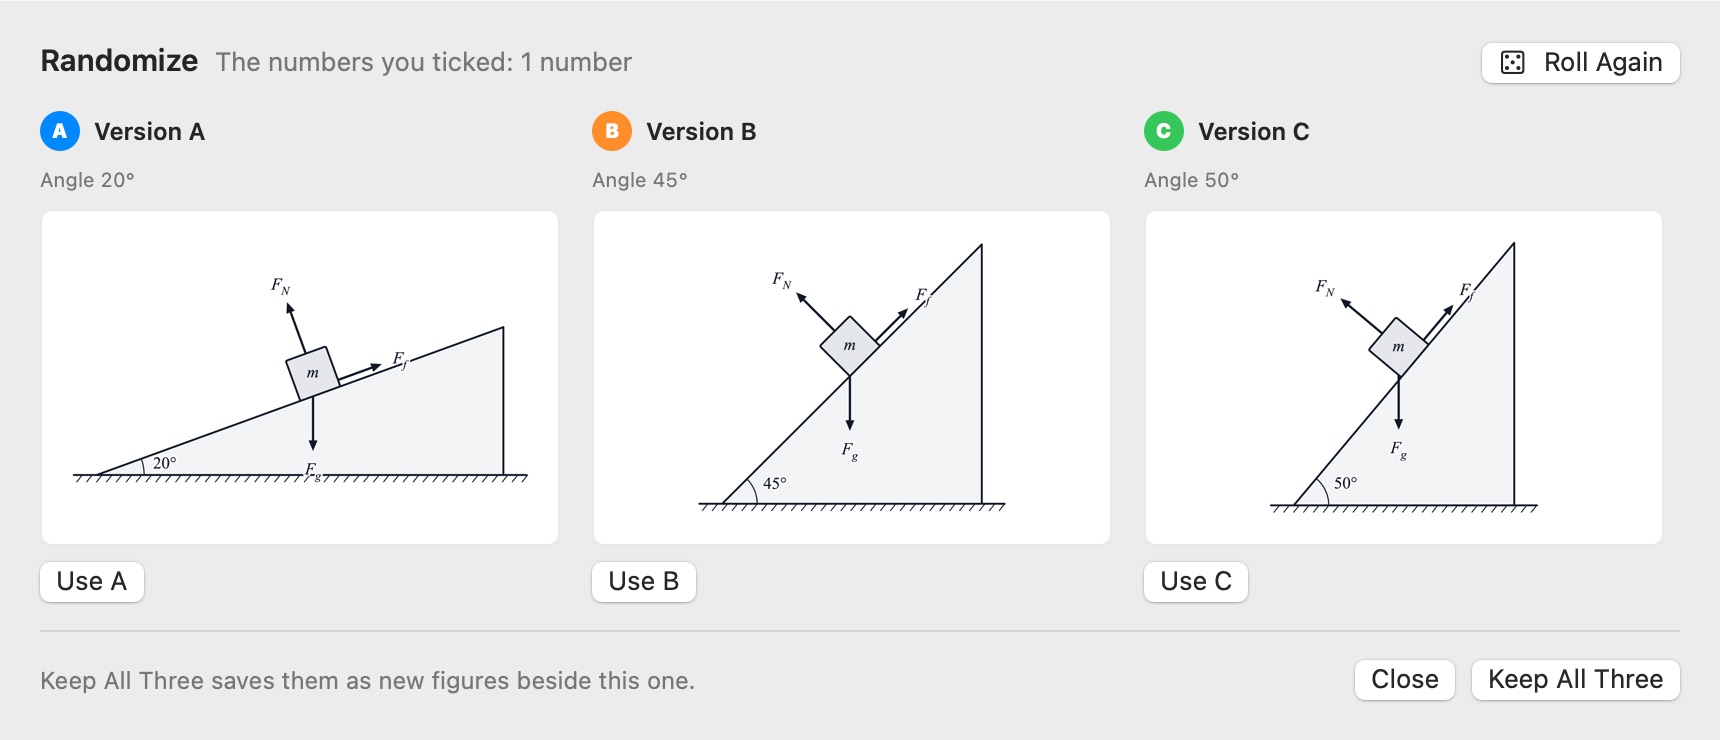 Randomize The numbers you ticked: 1 number
Roll Again
A Version A
Angle 20°
F_N
F_f
m
20°
F_g
Use A
B Version B
Angle 45°
F_N
F_f
m
F_g
45°
Use B
C Version C
Angle 50°
F_N
F_f
m
F_g
50°
Use C
Keep All Three saves them as new figures beside this one.
Close
Keep All Three